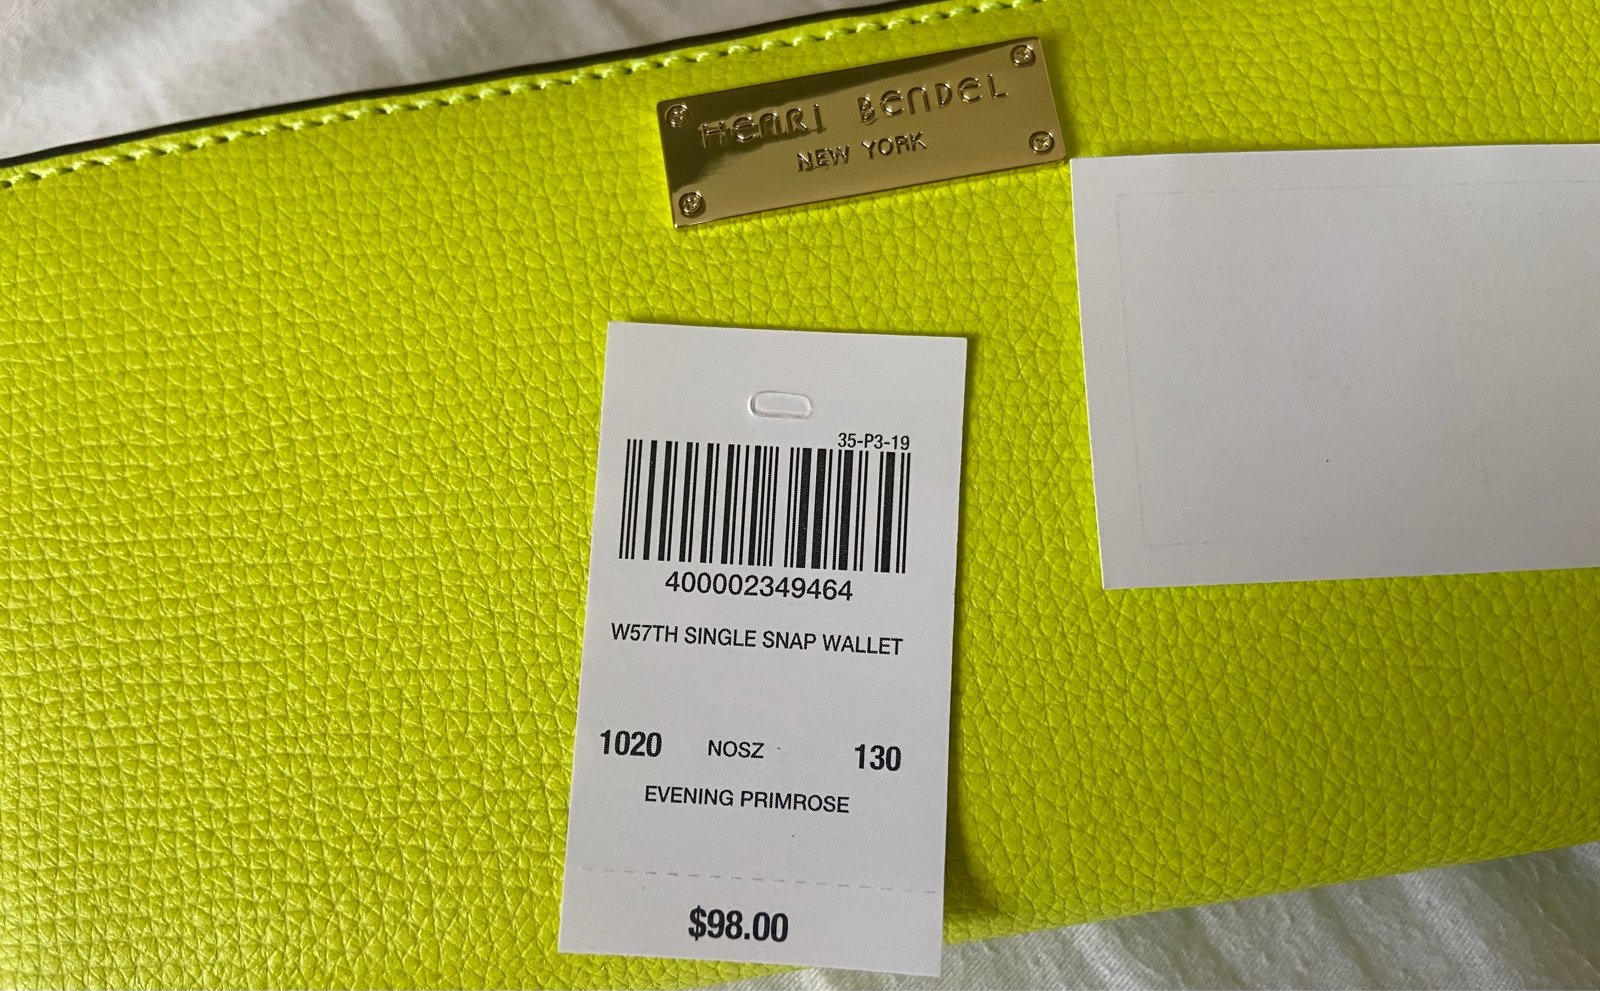 HENRI BENDEL
NEW YORK
35-P3-19
400002349464
W57TH SINGLE SNAP WALLET
1020 NOSZ 130
EVENING PRIMROSE
$98.00